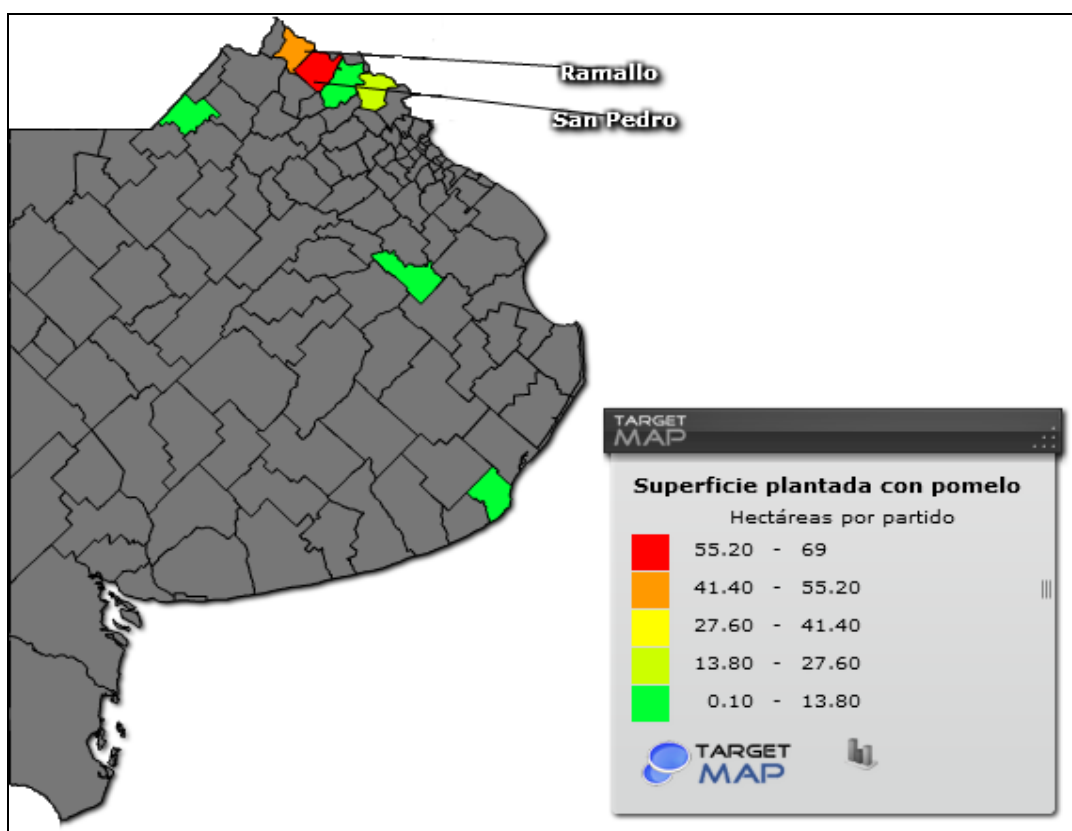 Ramallo
San Pedro
TARGET
MAP
Superficie plantada con pomelo
Hectáreas por partido
55.20 - 69
41.40 - 55.20
27.60 - 41.40
13.80 - 27.60
0.10 - 13.80
TARGET
MAP